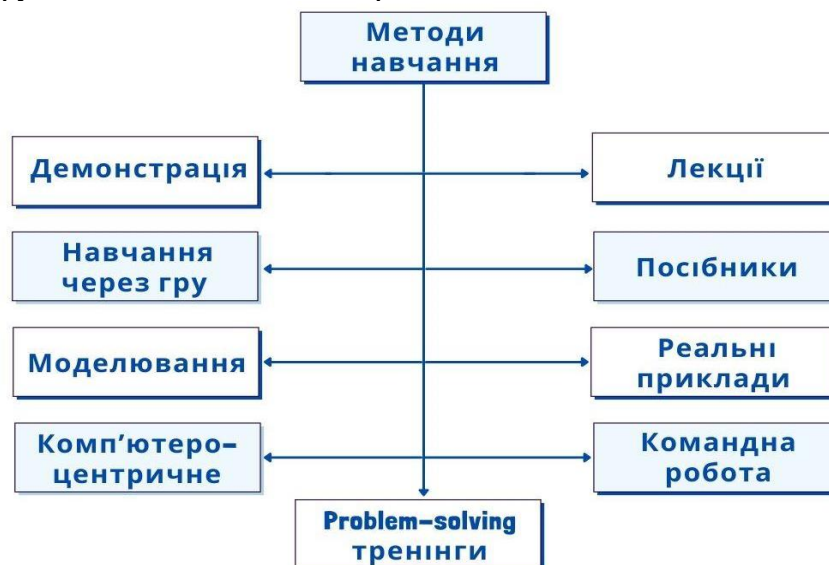 Методи
навчання
Демонстрація
Лекції
Навчання
через гру
Посібники
Моделювання
Реальні
приклади
Комп'ютеро-
центричне
Командна
робота
Problem-solving
тренінги